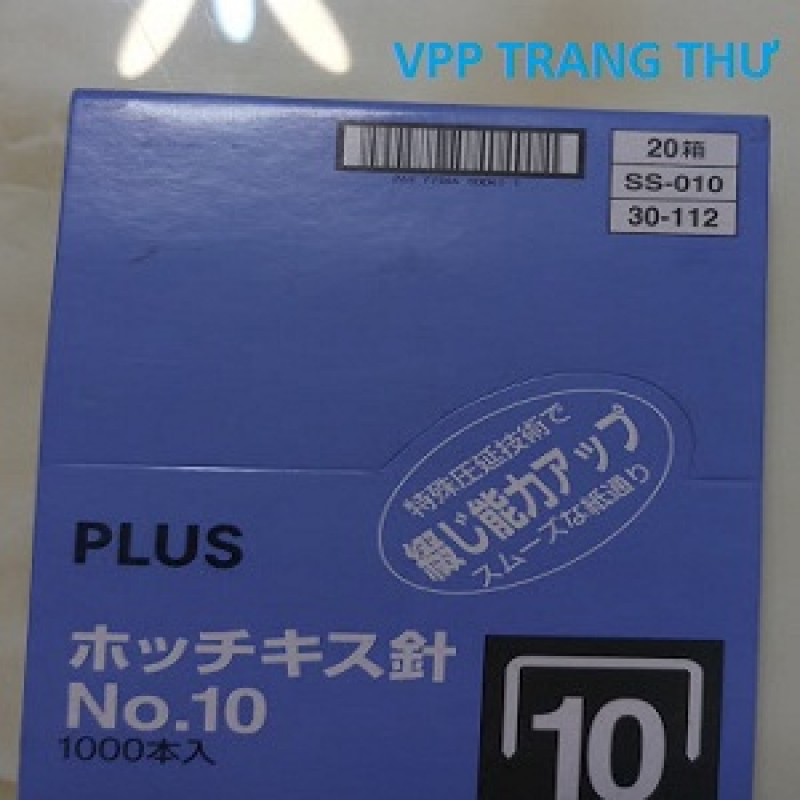 VPP TRANG THƯ
20箱
SS-010
30-112
特殊圧延技術で
綴じ能力アップ
スムーズな紙通り
PLUS
ホッチキス針
No.10
1000本入
10